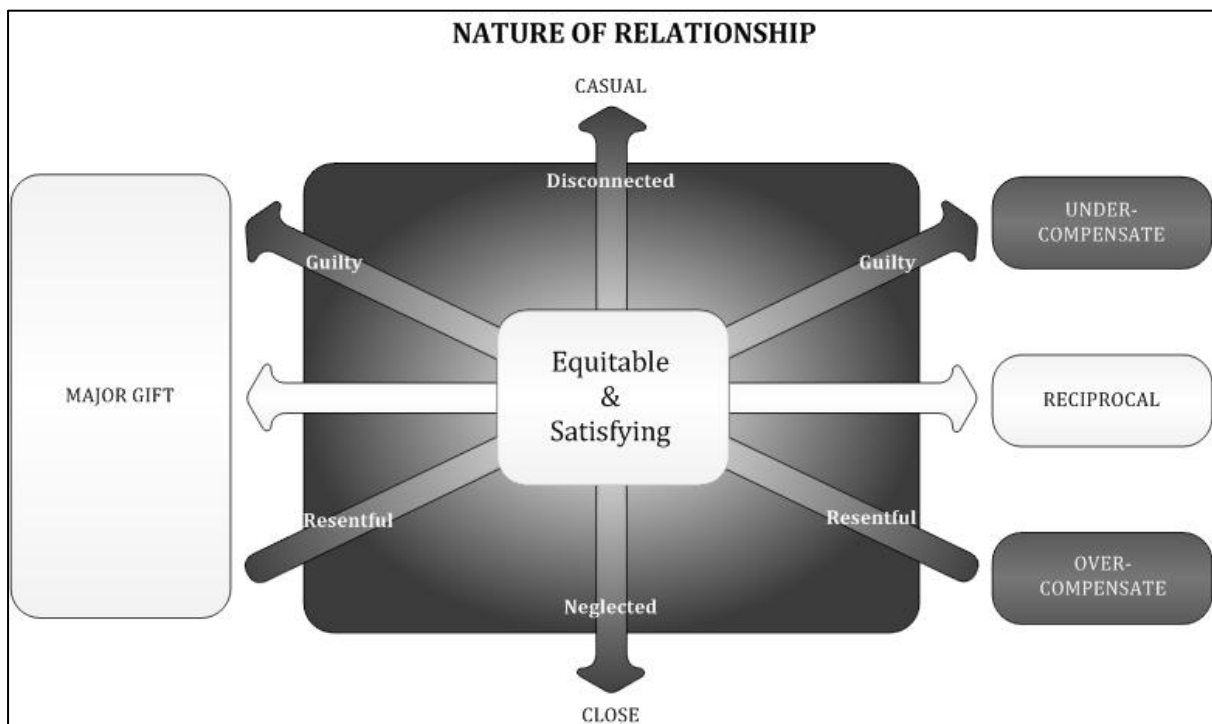 NATURE OF RELATIONSHIP
CASUAL
Disconnected
Guilty
Guilty
UNDER-
COMPENSATE
MAJOR GIFT
Equitable
&
Satisfying
RECIPROCAL
Resentful
Resentful
OVER-
COMPENSATE
Neglected
CLOSE